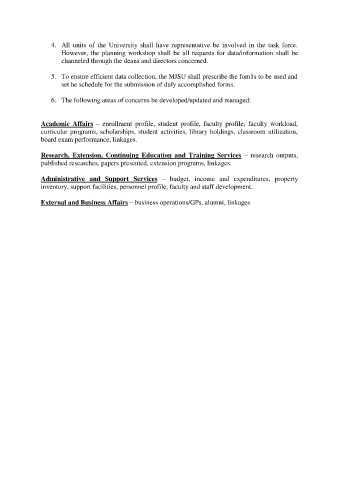 4. All units of the University shall have representative be involved in the task force.
However, the planning workshop shall be all requests for data/information shall be
channeled through the deans and directors concerned.
5. To ensure efficient data collection, the MISU shall prescribe the fom1s to be used and
set he schedule for the submission of duly accomplished forms.
6. The following areas of concerns be developed/updated and managed:
Academic Affairs – enrollment profile, student profile, faculty profile, faculty workload,
curricular programs, scholarships, student activities, library holdings, classroom utilization,
board exam performance, linkages.
Research, Extension, Continuing Education and Training Services – research outputs,
published researches, papers presented, extension programs, linkages.
Administrative and Support Services – budget, income and expenditures, property
inventory, support facilities, personnel profile, faculty and staff development.
External and Business Affairs – business operations/GPs, alumni, linkages